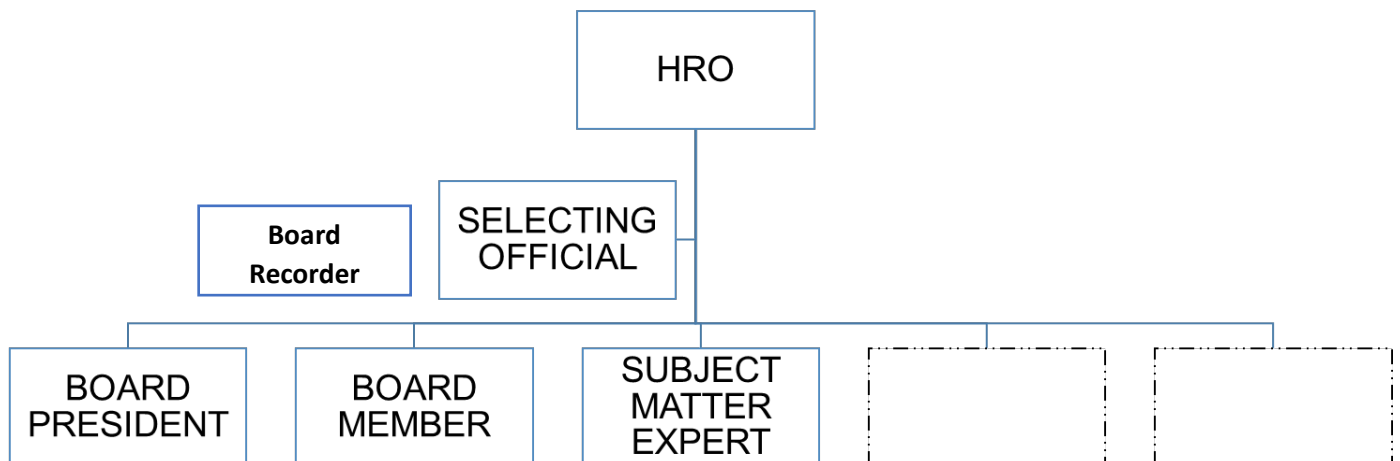 HRO
SELECTING
OFFICIAL
Board
Recorder
BOARD
PRESIDENT
BOARD
MEMBER
SUBJECT
MATTER
EXPERT